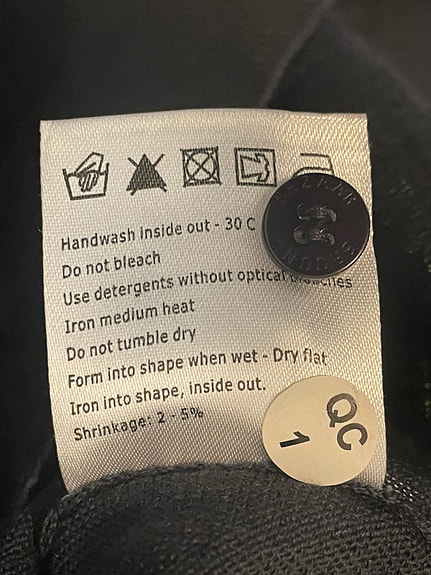 Handwash inside out - 30 C
Do not bleach
Use detergents without optical
Iron medium heat
Do not tumble dry
Form into shape when wet - Dry flat
Iron into shape, inside out.
Shrinkage: 2 - 5%
QC
1